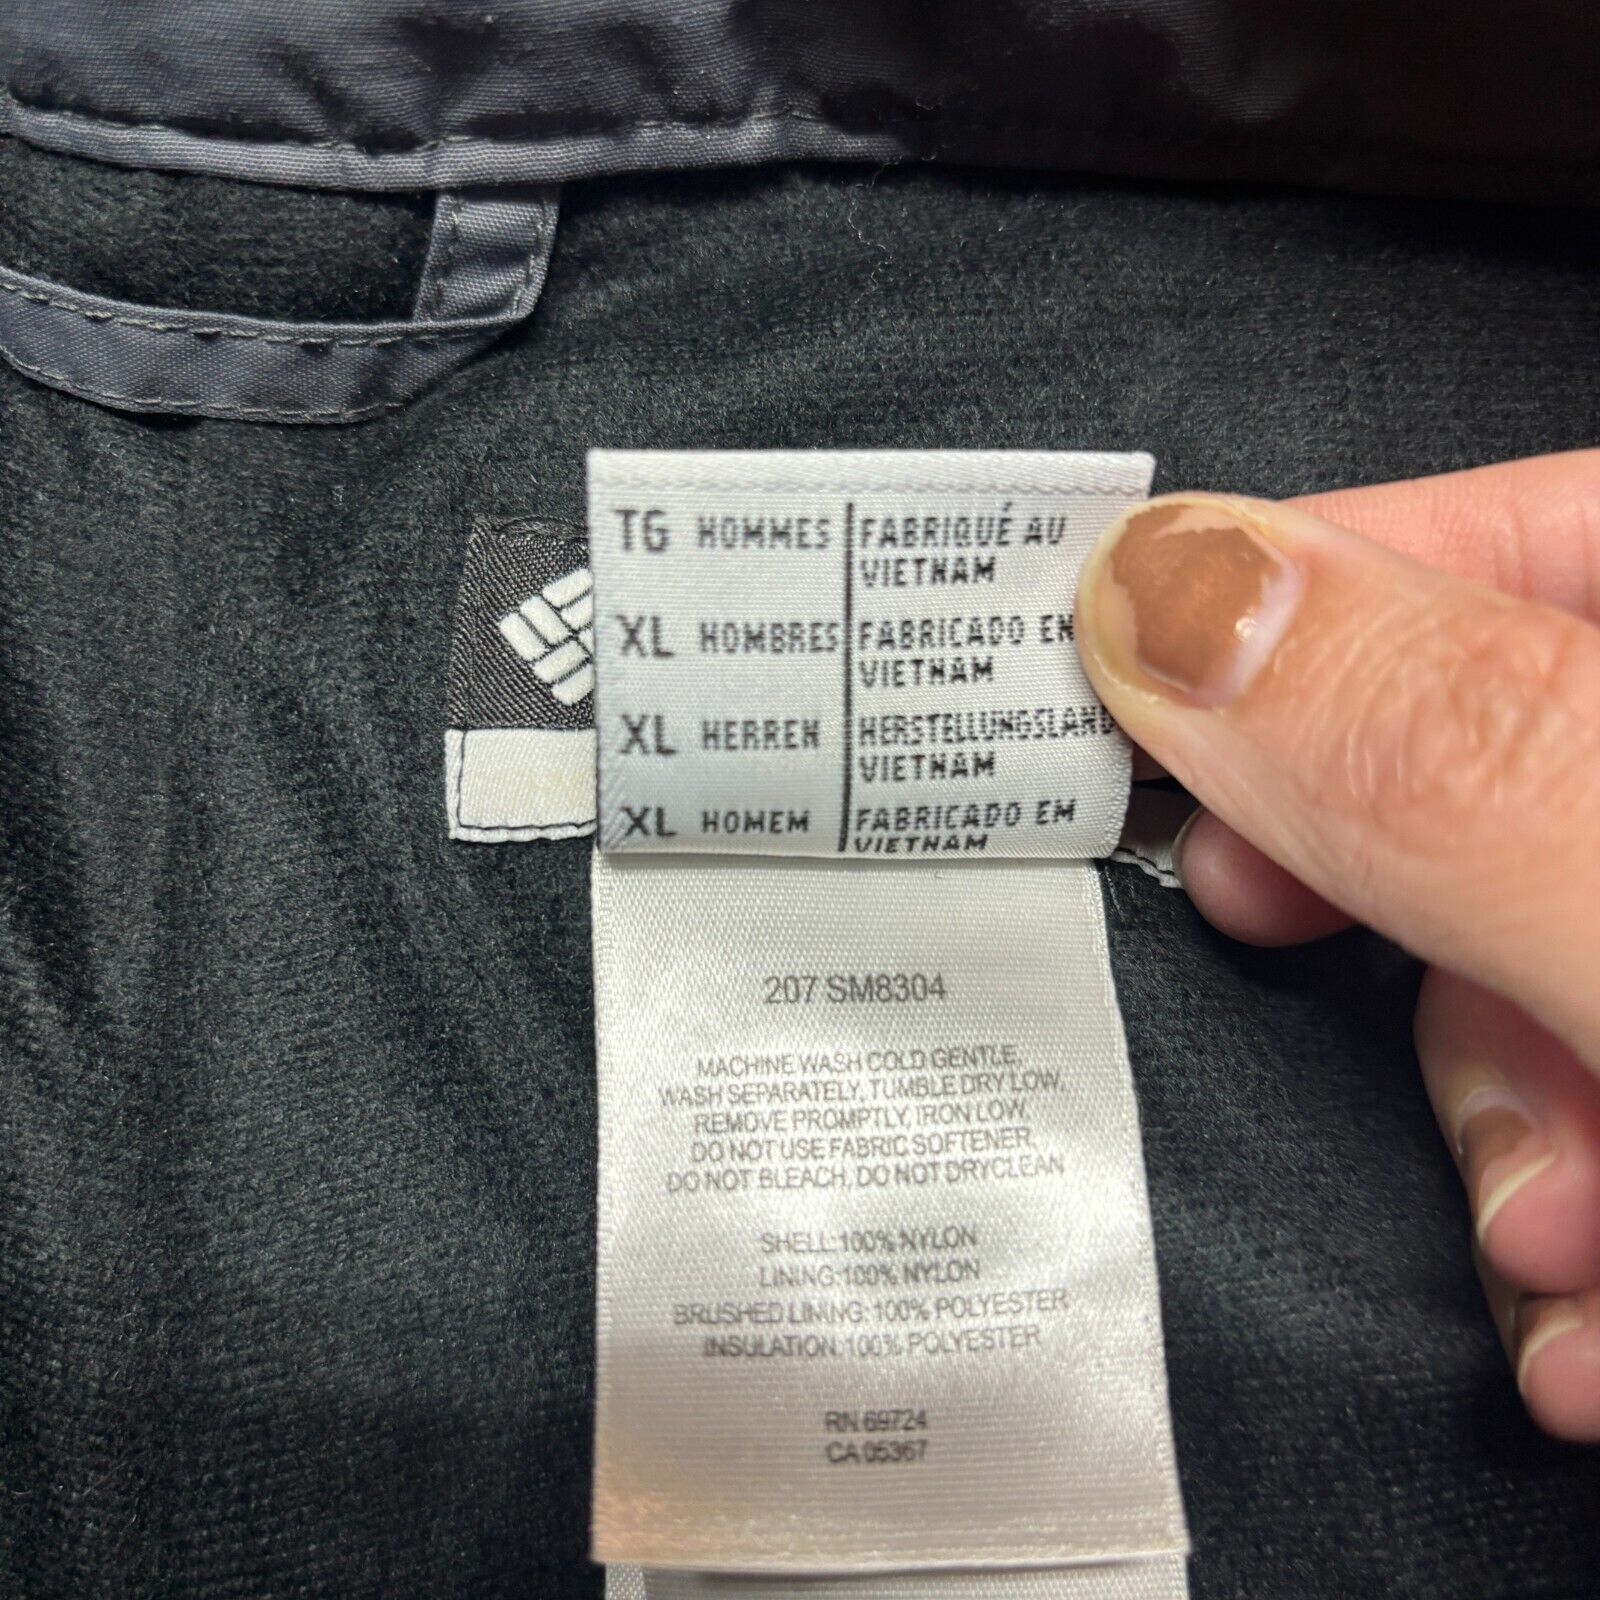 TG HOMMES FABRIQUÉ AU
VIETNAM
XL HOMBRES FABRICADO EN
VIETNAM
XL HERREN HERSTELLUNGSLAND
VIETNAM
XL HOMEM FABRICADO EM
VIETNAM
207 SM8304
MACHINE WASH COLD GENTLE,
WASH SEPARATELY, TUMBLE DRY LOW,
REMOVE PROMPTLY, IRON LOW,
DO NOT USE FABRIC SOFTENER,
DO NOT BLEACH, DO NOT DRYCLEAN
SHELL:100% NYLON
LINING:100% NYLON
BRUSHED LINING: 100% POLYESTER
INSULATION:100% POLYESTER
RN 69724
CA 05367